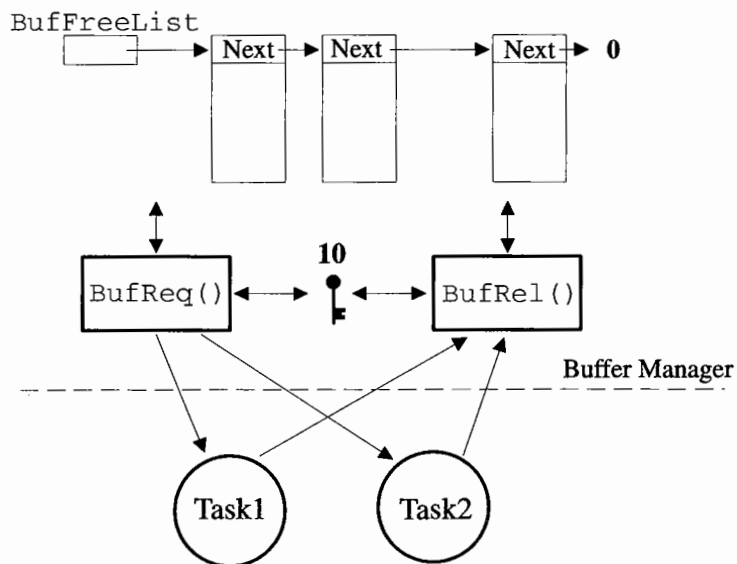 BufFreeList
Next Next Next 0
10
BufReq() BufRel()
Buffer Manager
Task1 Task2